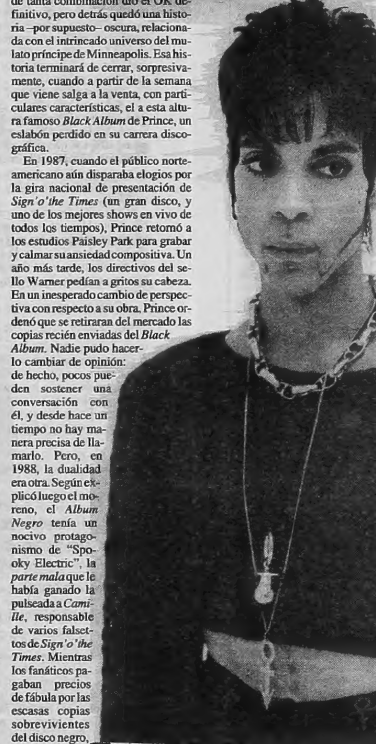 de tanta combinación dio el OK de-
finitivo, pero detrás quedó una histo-
ria –por supuesto– oscura, relaciona-
da con el intrincado universo del mu-
lato príncipe de Minneapolis. Esa his-
toria terminará de cerrar, sorpresiva-
mente, cuando a partir de la semana
que viene salga a la venta, con parti-
culares características, el a esta altu-
ra famoso Black Album de Prince, un
eslabón perdido en su carrera disco-
gráfica.
En 1987, cuando el público norte-
americano aún disparaba elogios por
la gira nacional de presentación de
Sign'o'the Times (un gran disco, y
uno de los mejores shows en vivo de
todos los tiempos), Prince retornó a
los estudios Paisley Park para grabar
y calmar su ansiedad compositiva. Un
año más tarde, los directivos del se-
llo Warner pedían a gritos su cabeza.
En un inesperado cambio de perspec-
tiva con respecto a su obra, Prince or-
denó que se retiraran del mercado las
copias recién enviadas del Black
Album. Nadie pudo hacer-
lo cambiar de opinión:
de hecho, pocos pue-
den sostener una
conversación con
él, y desde hace un
tiempo no hay ma-
nera precisa de lla-
marlo. Pero, en
1988, la dualidad
era otra. Según ex-
plicó luego el mo-
reno, el Album
Negro tenía un
nocivo protago-
nismo de "Spo-
oky Electric", la
parte mala que le
había ganado la
pulseada a Cami-
lle, responsable
de varios falset-
tos de Sign'o'the
Times. Mientras
los fanáticos pa-
gaban precios
de fábula por las
escasas copias
sobrevivientes
del disco negro,